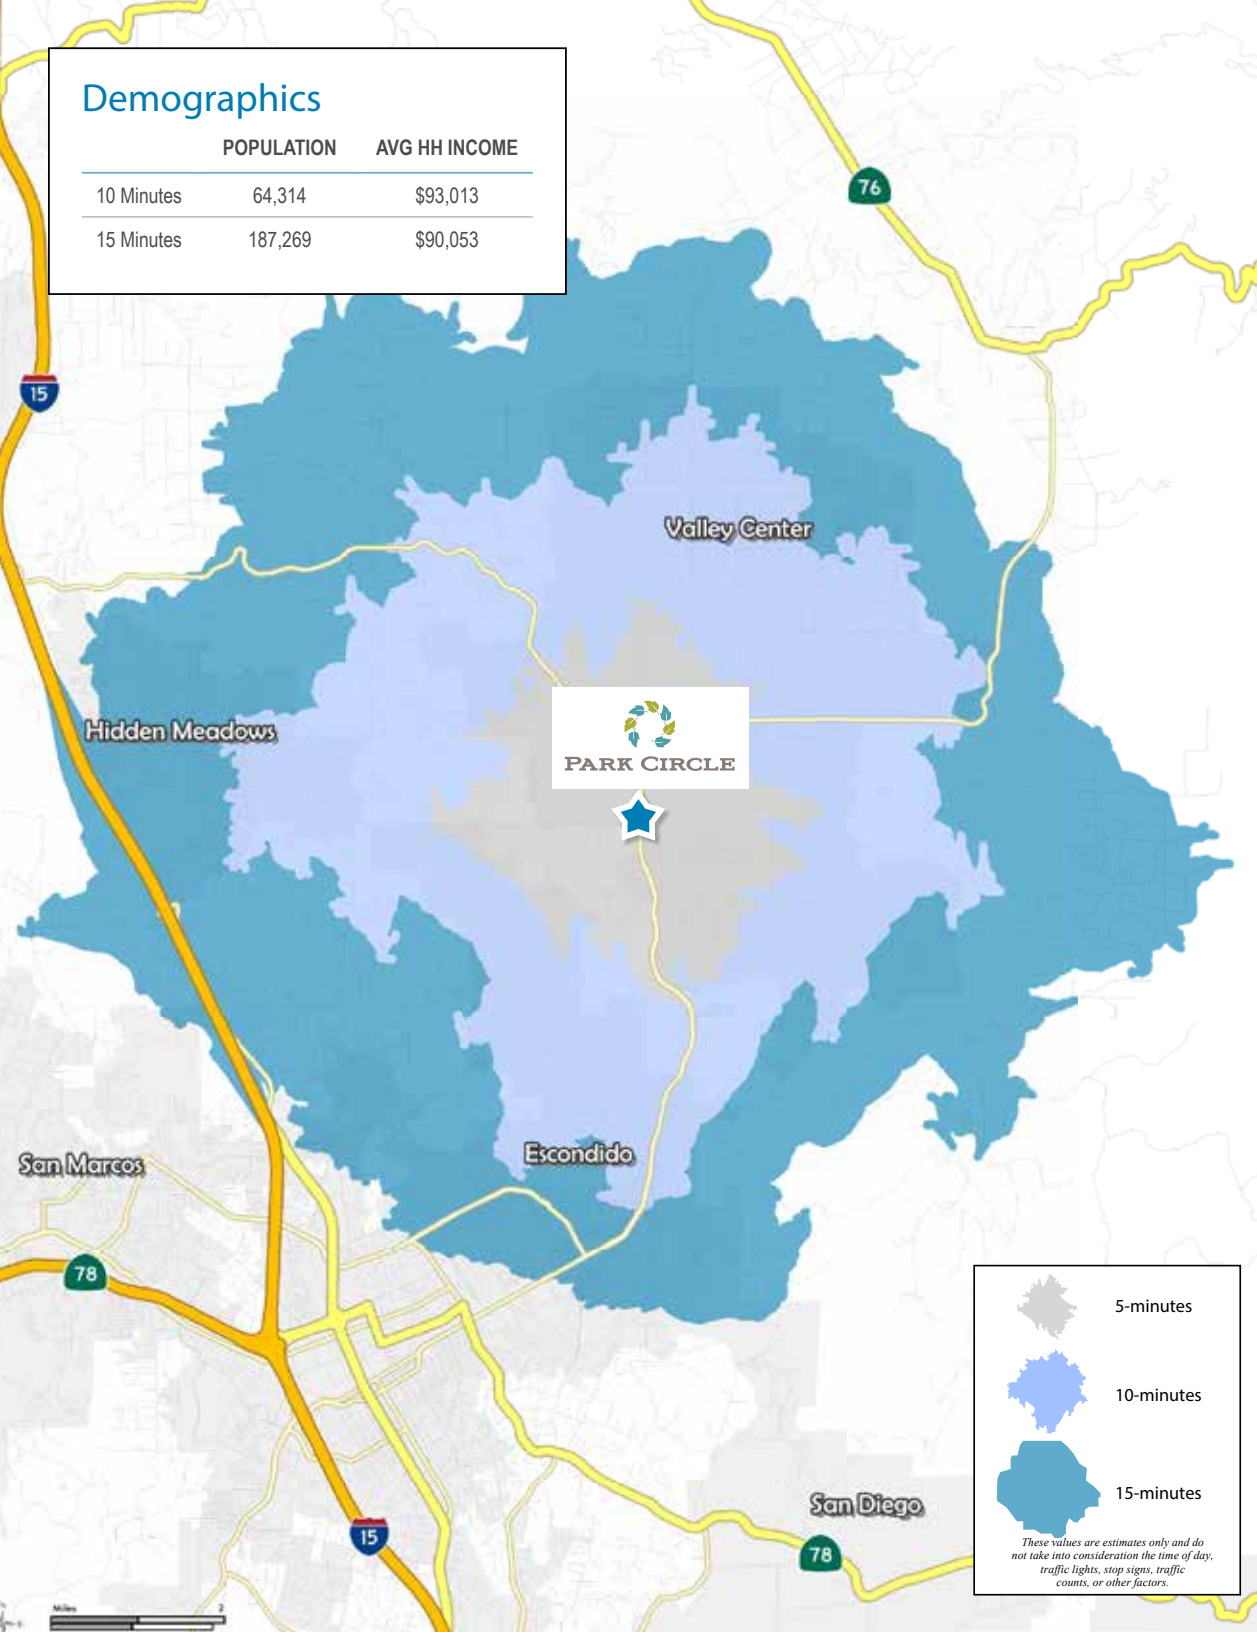 Demographics
POPULATION AVG HH INCOME
10 Minutes 64,314 $93,013
15 Minutes 187,269 $90,053
76
15
Valley Center
Hidden Meadows
PARK CIRCLE
Escondido
San Marcos
78
5-minutes
10-minutes
15-minutes
These values are estimates only and do
not take into consideration the time of day,
traffic lights, stop signs, traffic
counts, or other factors.
San Diego
15
78
Miles 2